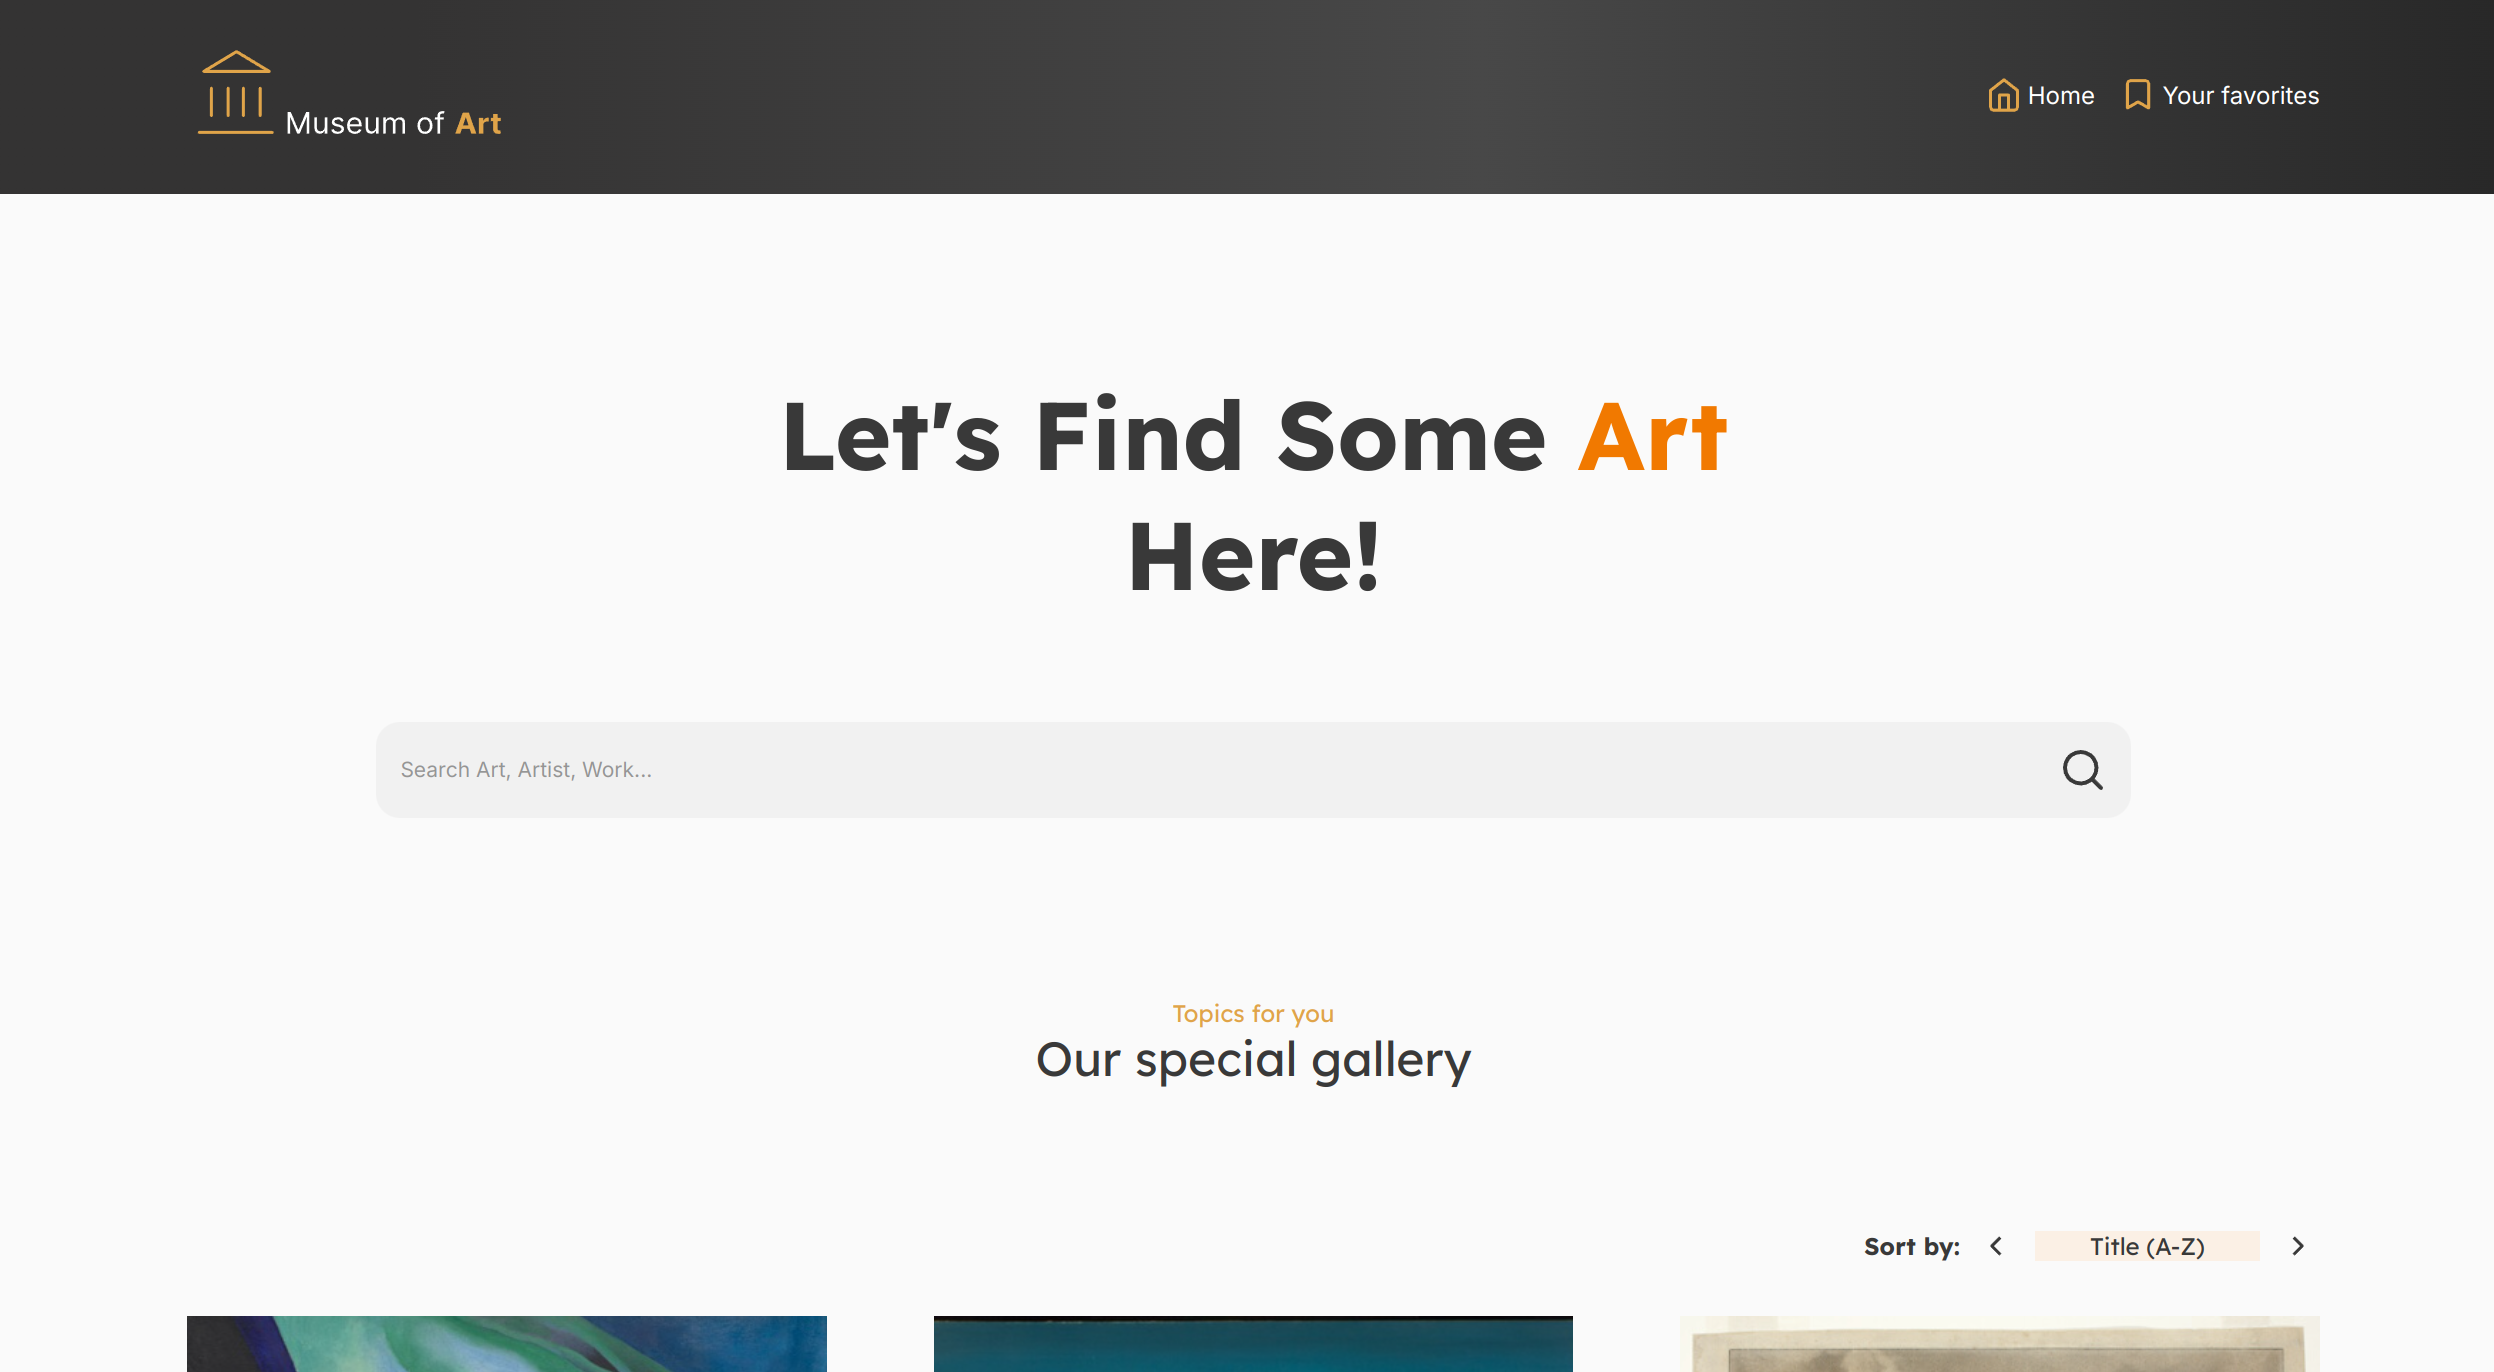 Museum of Art
Home
Your favorites
Let's Find Some Art
Here!
Search Art, Artist, Work...
Topics for you
Our special gallery
Sort by:
Title (A-Z)